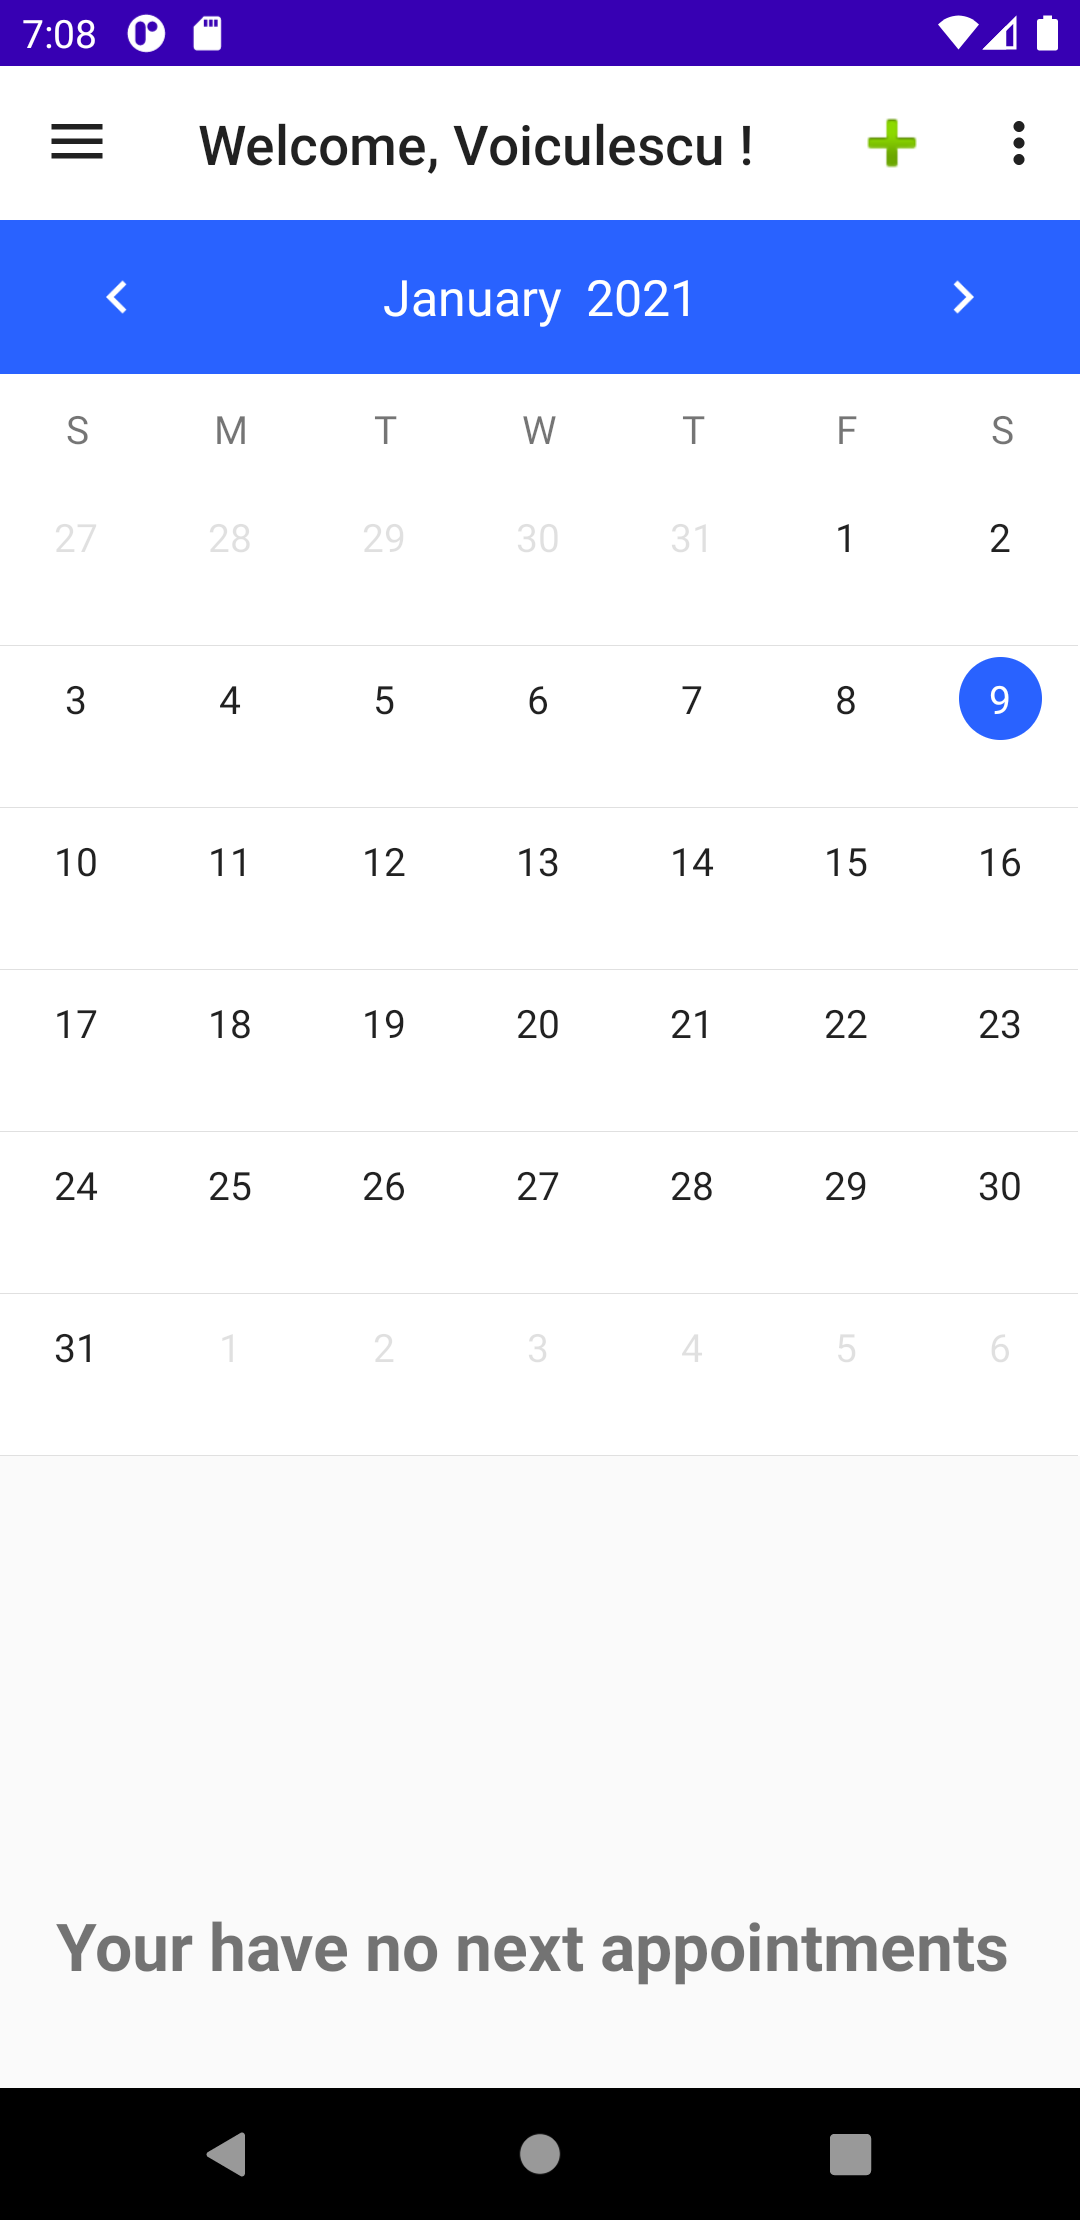 7:08
Welcome, Voiculescu !
January 2021
S M T W T F S
27 28 29 30 31 1 2
3 4 5 6 7 8 9
10 11 12 13 14 15 16
17 18 19 20 21 22 23
24 25 26 27 28 29 30
31 1 2 3 4 5 6
Your have no next appointments